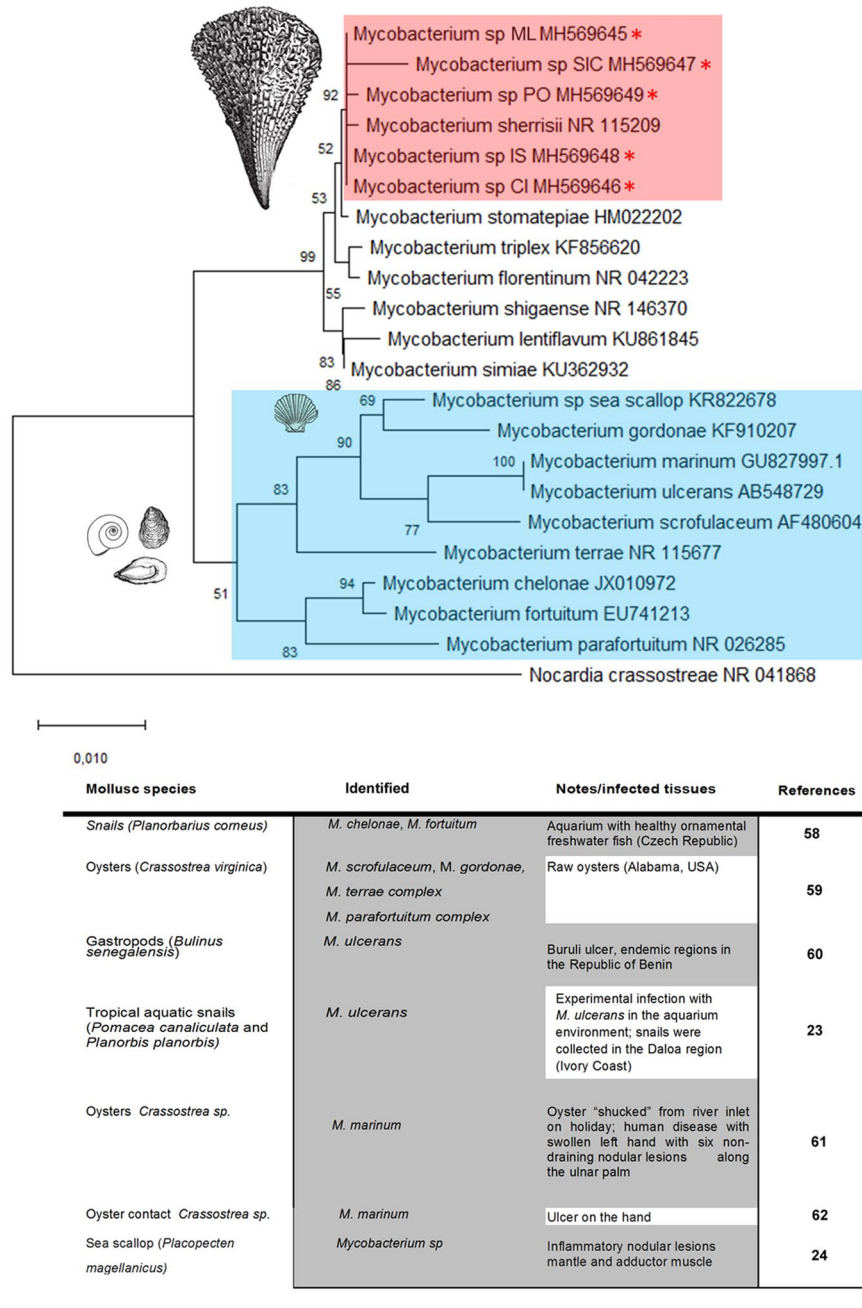 Mycobacterium sp ML MH569645 *
Mycobacterium sp SIC MH569647 *
92
Mycobacterium sp PO MH569649 *
Mycobacterium sherrisii NR 115209
52
Mycobacterium sp IS MH569648 *
Mycobacterium sp CI MH569646 *
53
Mycobacterium stomatepiae HM022202
Mycobacterium triplex KF856620
99
Mycobacterium florentinum NR 042223
55
Mycobacterium shigaense NR 146370
Mycobacterium lentiflavum KU861845
83
Mycobacterium simiae KU362932
86
69
Mycobacterium sp sea scallop KR822678
Mycobacterium gordonae KF910207
90
100
Mycobacterium marinum GU827997.1
83
Mycobacterium ulcerans AB548729
77
Mycobacterium scrofulaceum AF480604
Mycobacterium terrae NR 115677
51
94
Mycobacterium chelonae JX010972
Mycobacterium fortuitum EU741213
83
Mycobacterium parafortuitum NR 026285
Nocardia crassostreae NR 041868
0,010
Mollusc species Identified Notes/infected tissues References
Snails (Planorbarius corneus) M. chelonae, M. fortuitum Aquarium with healthy ornamental
freshwater fish (Czech Republic) 58
Oysters (Crassostrea virginica) M. scrofulaceum, M. gordonae, Raw oysters (Alabama, USA)
M. terrae complex 59
M. parafortuitum complex
Gastropods (Bulinus M. ulcerans
senegalensis) Buruli ulcer, endemic regions in 60
the Republic of Benin
Experimental infection with
Tropical aquatic snails M. ulcerans M. ulcerans in the aquarium
(Pomacea canaliculata and environment; snails were 23
Planorbis planorbis) collected in the Daloa region
(Ivory Coast)
Oysters Crassostrea sp. Oyster “shucked” from river inlet
M. marinum on holiday; human disease with
swollen left hand with six non- 61
draining nodular lesions along
the ulnar palm
Oyster contact Crassostrea sp. M. marinum Ulcer on the hand 62
Sea scallop (Placopecten Mycobacterium sp Inflammatory nodular lesions
magellanicus) mantle and adductor muscle 24